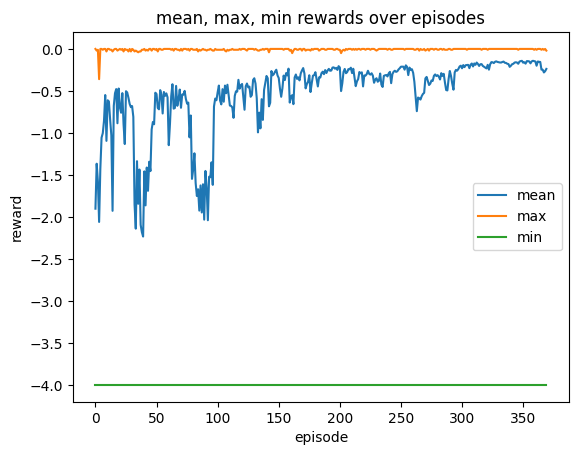 mean, max, min rewards over episodes
reward
0.0
−0.5
−1.0
−1.5
−2.0
−2.5
−3.0
−3.5
−4.0
mean
max
min
0 50 100 150 200 250 300 350
episode